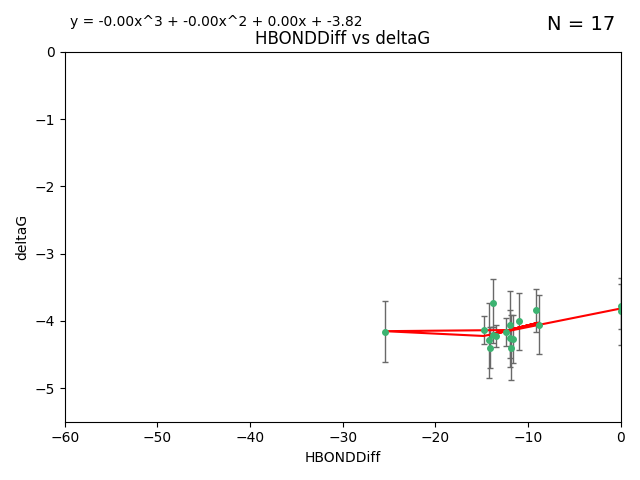 y = -0.00x^3 + -0.00x^2 + 0.00x + -3.82
N = 17
HBONDDiff vs deltaG
0
−1
−2
−3
−4
−5
deltaG
−60
−50
−40
−30
−20
−10
0
HBONDDiff